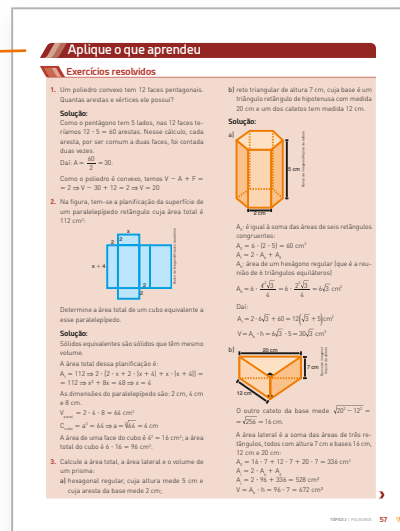 Aplique o que aprendeu
Exercícios resolvidos
1. Um poliedro convexo tem 12 faces pentagonais.
Quantas arestas e vértices ele possui?
Solução:
Como o pentágono tem 5 lados, nas 12 faces te-
ríamos 12 · 5 = 60 arestas. Nesse cálculo, cada
aresta, por ser comum a duas faces, foi contada
duas vezes.
Daí: A = 60/2 = 30.
Como o poliedro é convexo, temos V − A + F =
= 2 ⇒ V − 30 + 12 = 2 ⇒ V = 20
2. Na figura, tem-se a planificação da superfície de
um paralelepípedo retângulo cuja área total é
112 cm²:
x
2
2
x + 4
2
2
Determine a área total de um cubo equivalente a
esse paralelepípedo.
Solução:
Sólidos equivalentes são sólidos que têm mesmo
volume.
A área total dessa planificação é:
Aₜ = 112 ⇒ 2 · [2 · x + 2 · (x + 4) + x · (x + 4)] =
= 112 ⇒ x² + 8x = 48 ⇒ x = 4
As dimensões do paralelepípedo são: 2 cm, 4 cm
e 8 cm.
V = 2 · 4 · 8 = 64 cm³
= a³ = 64 ⇒ a = ∛64 = 4 cm
A área de uma face do cubo é 4² = 16 cm²; a área
total do cubo é 6 · 16 = 96 cm².
3. Calcule a área total, a área lateral e o volume de
um prisma:
a) hexagonal regular, cuja altura mede 5 cm e
cuja aresta da base mede 2 cm;
b) reto triangular de altura 7 cm, cuja base é um
triângulo retângulo de hipotenusa com medida
20 cm e um dos catetos tem medida 12 cm.
Solução:
a)
5 cm
2 cm
Aₗ: é igual à soma das áreas de seis retângulos
congruentes:
Aₗ = 6 · (2 · 5) = 60 cm²
Aₜ = 2 · A_b + Aₗ
A_b: área de um hexágono regular (que é a reu-
nião de 6 triângulos equiláteros)
A_b = 6 · ℓ²√3/4 = 6 · 2²√3/4 = 6√3 cm²
Daí:
Aₜ = 2 · 6√3 + 60 = 12(√3 + 5)cm²
V = A_b · h = 6√3 · 5 = 30√3 cm³
b)
20 cm
7 cm
12 cm
O outro cateto da base mede √(20² − 12²) =
= √256 = 16 cm.
A área lateral é a soma das áreas de três re-
tângulos, todos com altura 7 cm e bases 16 cm,
12 cm e 20 cm:
Aₗ = 16 · 7 + 12 · 7 + 20 · 7 = 336 cm²
Aₜ = 2 · A_b + Aₗ
Aₜ = 2 · 96 + 336 = 528 cm²
V = A_b · h = 96 · 7 = 672 cm³
TÓPICO 2 | POLIEDROS 57